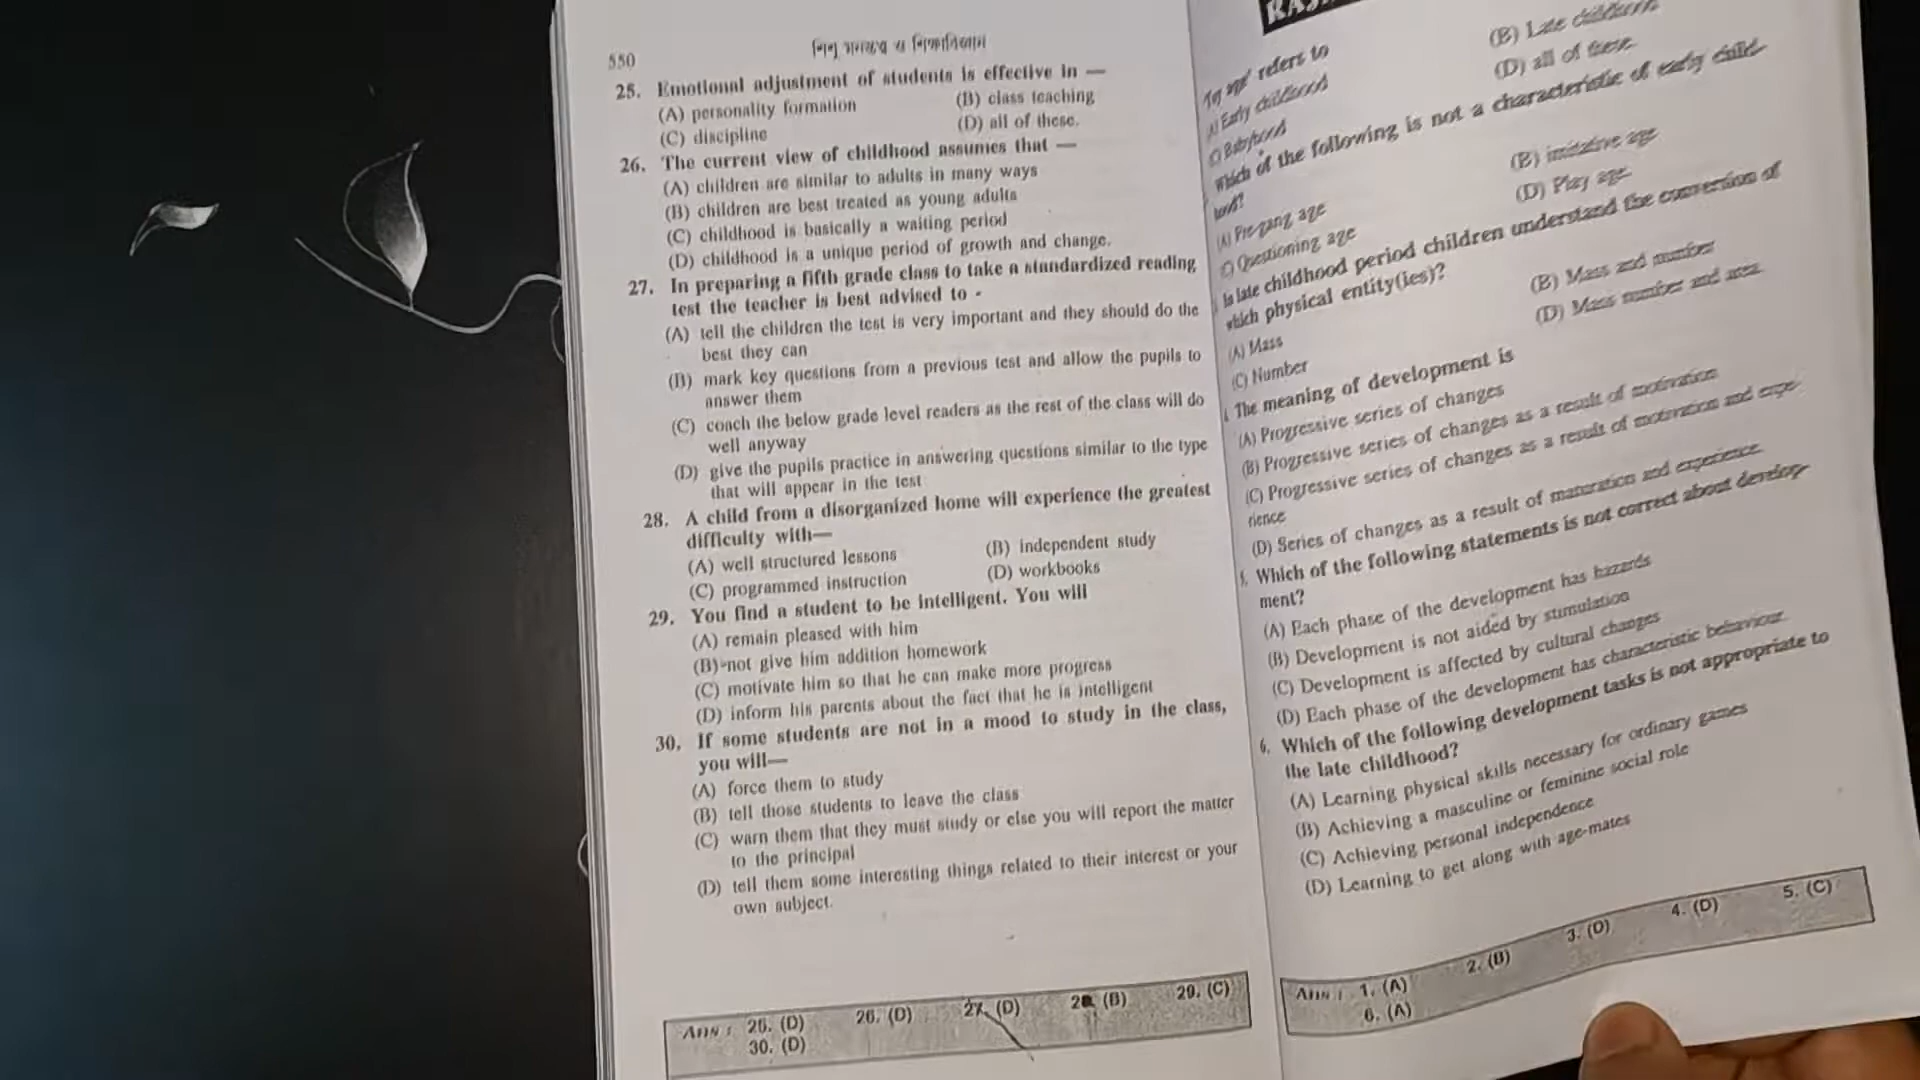 550
শিশু মনস্তত্ত্ব ও শিক্ষাবিজ্ঞান
25. Emotional adjustment of students is effective in —
(A) personality formation (B) class teaching
(C) discipline (D) all of these.
26. The current view of childhood assumes that —
(A) children are similar to adults in many ways
(B) children are best treated as young adults
(C) childhood is basically a waiting period
(D) childhood is a unique period of growth and change.
27. In preparing a fifth grade class to take a standardized reading
test the teacher is best advised to -
(A) tell the children the test is very important and they should do the
best they can
(B) mark key questions from a previous test and allow the pupils to
answer them
(C) coach the below grade level readers as the rest of the class will do
well anyway
(D) give the pupils practice in answering questions similar to the type
that will appear in the test
28. A child from a disorganized home will experience the greatest
difficulty with—
(A) well structured lessons (B) independent study
(C) programmed instruction (D) workbooks
29. You find a student to be intelligent. You will
(A) remain pleased with him
(B) not give him addition homework
(C) motivate him so that he can make more progress
(D) inform his parents about the fact that he is intelligent
30. If some students are not in a mood to study in the class,
you will—
(A) force them to study
(B) tell those students to leave the class
(C) warn them that they must study or else you will report the matter
to the principal
(D) tell them some interesting things related to their interest or your
own subject.
Ans : 25. (D) 26. (D) 27. (D) 28. (B) 29. (C)
30. (D)
refers to
Early childhood (B) Late childhood
Babyhood (D) all of these
Which of the following is not a characteristic of early child-
hood?
(A) Pre-gang age (B) imitative age
Questioning age (D) Play age
In late childhood period children understand the conversion of
which physical entity(ies)?
(A) Mass (B) Mass and number
(C) Number (D) Mass number and area
The meaning of development is
(A) Progressive series of changes
(B) Progressive series of changes as a result of motivation
(C) Progressive series of changes as a result of motivation and expe-
rience
(D) Series of changes as a result of maturation and experience
5. Which of the following statements is not correct about develop-
ment?
(A) Each phase of the development has hazards
(B) Development is not aided by stimulation
(C) Development is affected by cultural changes
(D) Each phase of the development has characteristic behaviour
6. Which of the following development tasks is not appropriate to
the late childhood?
(A) Learning physical skills necessary for ordinary games
(B) Achieving a masculine or feminine social role
(C) Achieving personal independence
(D) Learning to get along with age-mates
Ans : 1. (A) 2. (B) 3. (D) 4. (D) 5. (C)
6. (A)